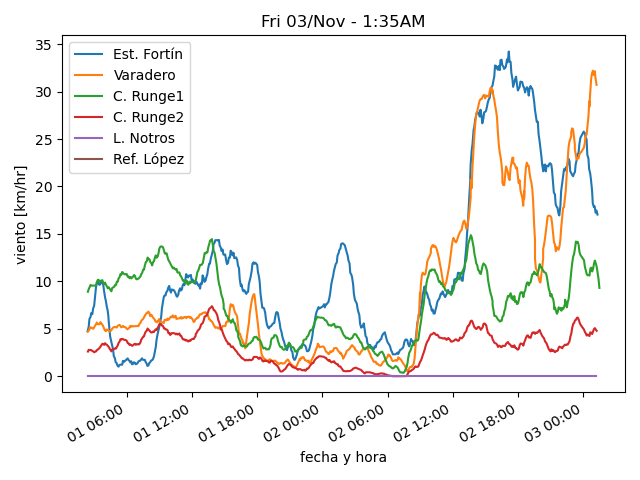 Fri 03/Nov - 1:35AM
Est. Fortín
Varadero
C. Runge1
C. Runge2
L. Notros
Ref. López
viento [km/hr]
35
30
25
20
15
10
5
0
01 06:00
01 12:00
01 18:00
02 00:00
02 06:00
02 12:00
02 18:00
03 00:00
fecha y hora